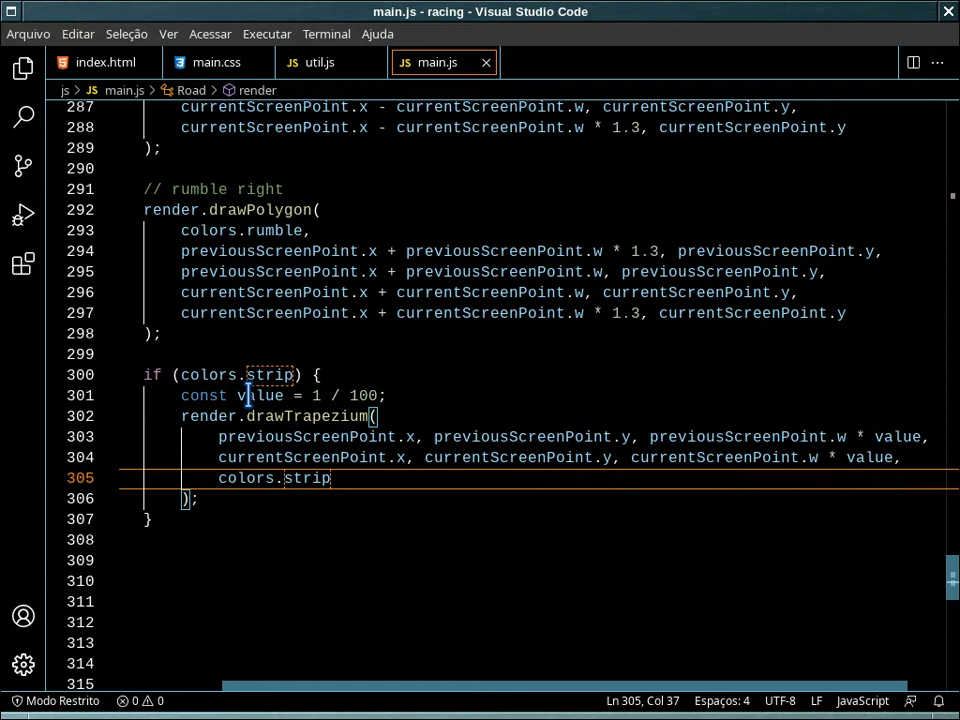 main.js - racing - Visual Studio Code
Arquivo Editar Seleção Ver Acessar Executar Terminal Ajuda
index.html main.css JS util.js JS main.js
js > JS main.js > Road > render
287 currentScreenPoint.x - currentScreenPoint.w, currentScreenPoint.y,
288 currentScreenPoint.x - currentScreenPoint.w * 1.3, currentScreenPoint.y
289 );
290
291 // rumble right
292 render.drawPolygon(
293 colors.rumble,
294 previousScreenPoint.x + previousScreenPoint.w * 1.3, previousScreenPoint.y,
295 previousScreenPoint.x + previousScreenPoint.w, previousScreenPoint.y,
296 currentScreenPoint.x + currentScreenPoint.w, currentScreenPoint.y,
297 currentScreenPoint.x + currentScreenPoint.w * 1.3, currentScreenPoint.y
298 );
299
300 if (colors.strip) {
301 const value = 1 / 100;
302 render.drawTrapezium(
303 previousScreenPoint.x, previousScreenPoint.y, previousScreenPoint.w * value,
304 currentScreenPoint.x, currentScreenPoint.y, currentScreenPoint.w * value,
305 colors.strip
306 );
307 }
308
309
310
311
312
313
314
315
Modo Restrito 0 0 Ln 305, Col 37 Espaços: 4 UTF-8 LF JavaScript